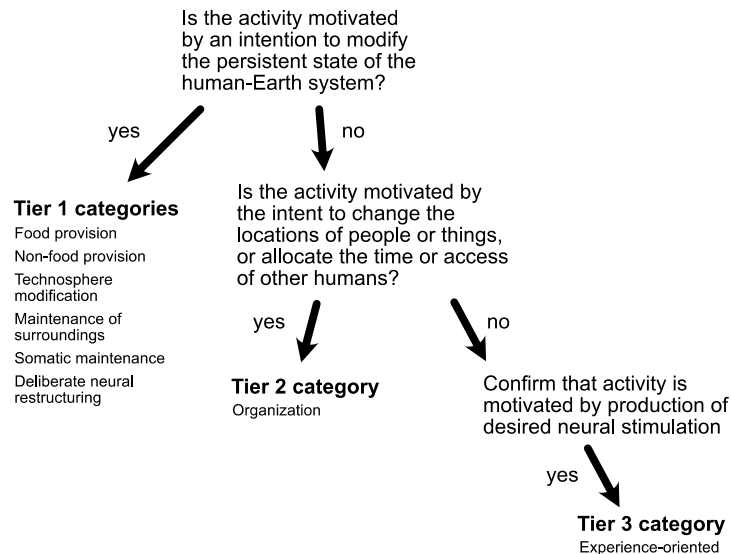 Is the activity motivated
by an intention to modify
the persistent state of the
human-Earth system?
yes
no
Tier 1 categories
Food provision
Non-food provision
Technosphere
modification
Maintenance of
surroundings
Somatic maintenance
Deliberate neural
restructuring
Is the activity motivated by
the intent to change the
locations of people or things,
or allocate the time or access
of other humans?
yes
no
Tier 2 category
Organization
Confirm that activity is
motivated by production of
desired neural stimulation
yes
Tier 3 category
Experience-oriented